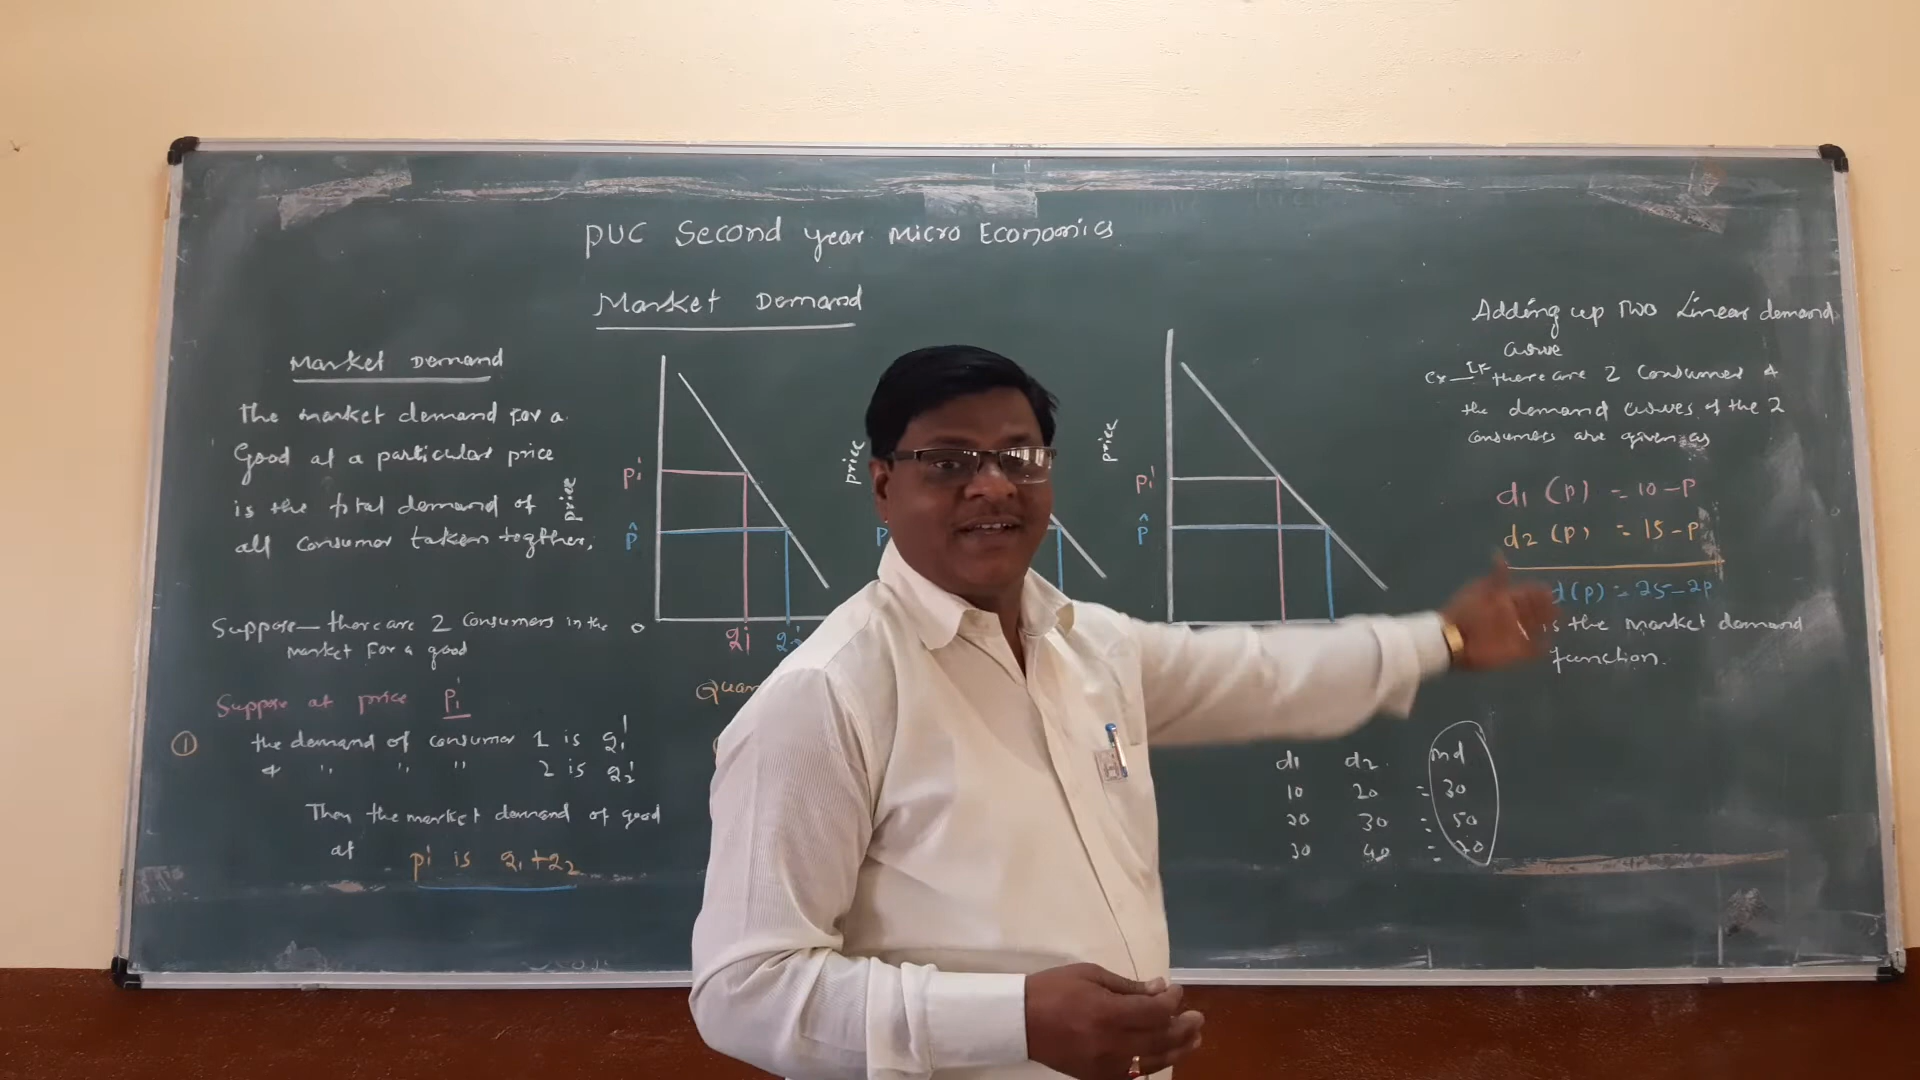 PUC Second year Micro Economics
Market Demand
Market Demand
The market demand for a
Good at a particular price
is the total demand of
all consumer taken togther,
Suppose there are 2 consumers in the
market for a good
Suppose at price p'
① the demand of consumer 1 is q1'
& " " " 2 is q2'
Then the market demand of good
at p' is q1+q2
price
p'
p̂
0
price
p
price
p'
p̂
Adding up Two Linear demand
curve
Ex— If there are 2 consumer &
the demand curves of the 2
consumers are given as
d1 (p) = 10-P
d2 (p) = 15-P
d(p) = 25-2p
is the market demand
function.
d1 d2 md
10 20 = 30
20 30 = 50
30 40 = 70